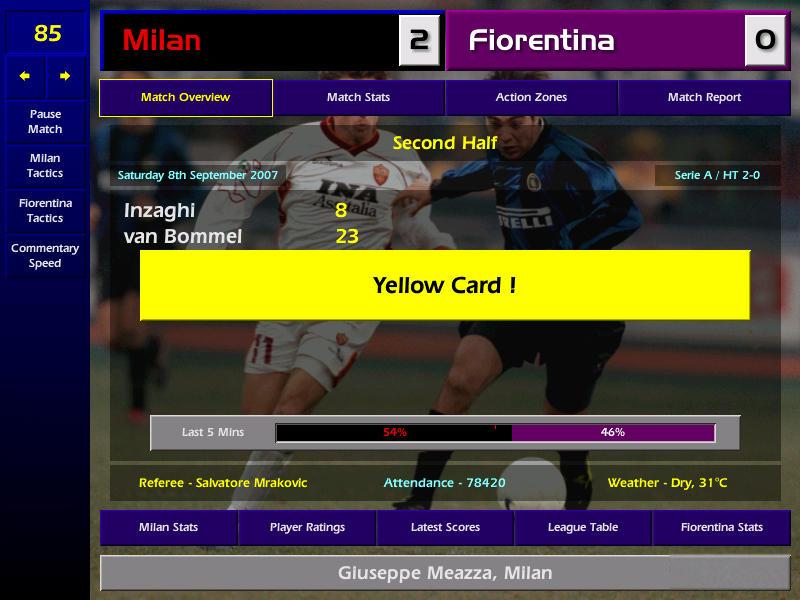 85
Milan 2 Fiorentina 0
Match Overview Match Stats Action Zones Match Report
Pause
Match
Milan
Tactics
Fiorentina
Tactics
Commentary
Speed
Second Half
Saturday 8th September 2007 Serie A / HT 2-0
INA
Assitalia
PIRELLI
Inzaghi 8
van Bommel 23
Yellow Card !
Last 5 Mins 54% 46%
Referee - Salvatore Mrakovic Attendance - 78420 Weather - Dry, 31°C
Milan Stats Player Ratings Latest Scores League Table Fiorentina Stats
Giuseppe Meazza, Milan